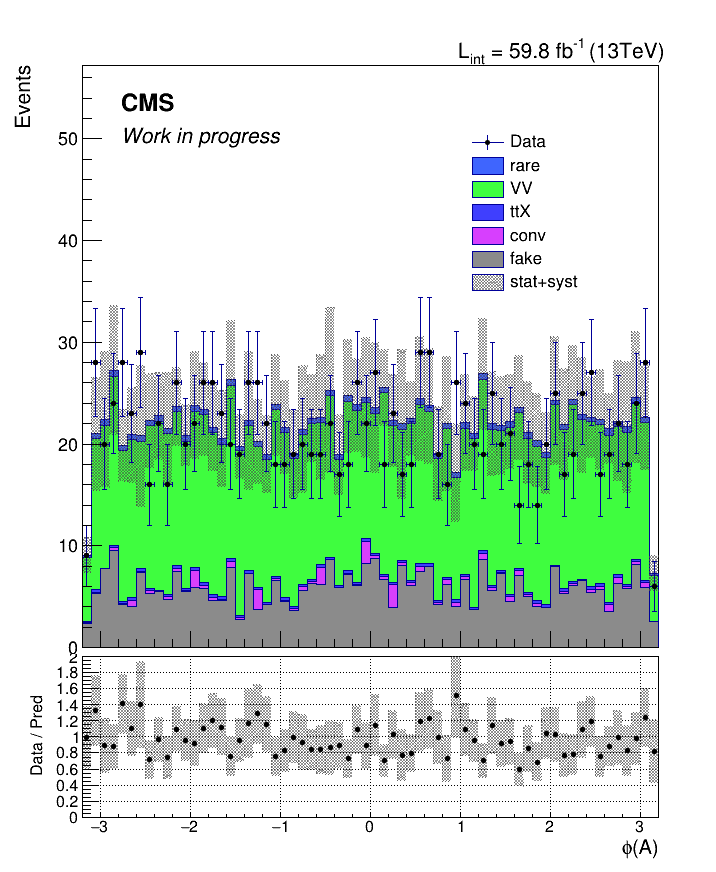 L_int = 59.8 fb^-1 (13TeV)
Events
CMS
Work in progress
Data
rare
VV
ttX
conv
fake
stat+syst
50
40
30
20
10
0
Data / Pred
2
1.8
1.6
1.4
1.2
1
0.8
0.6
0.4
0.2
0
−3 −2 −1 0 1 2 3
ϕ(A)